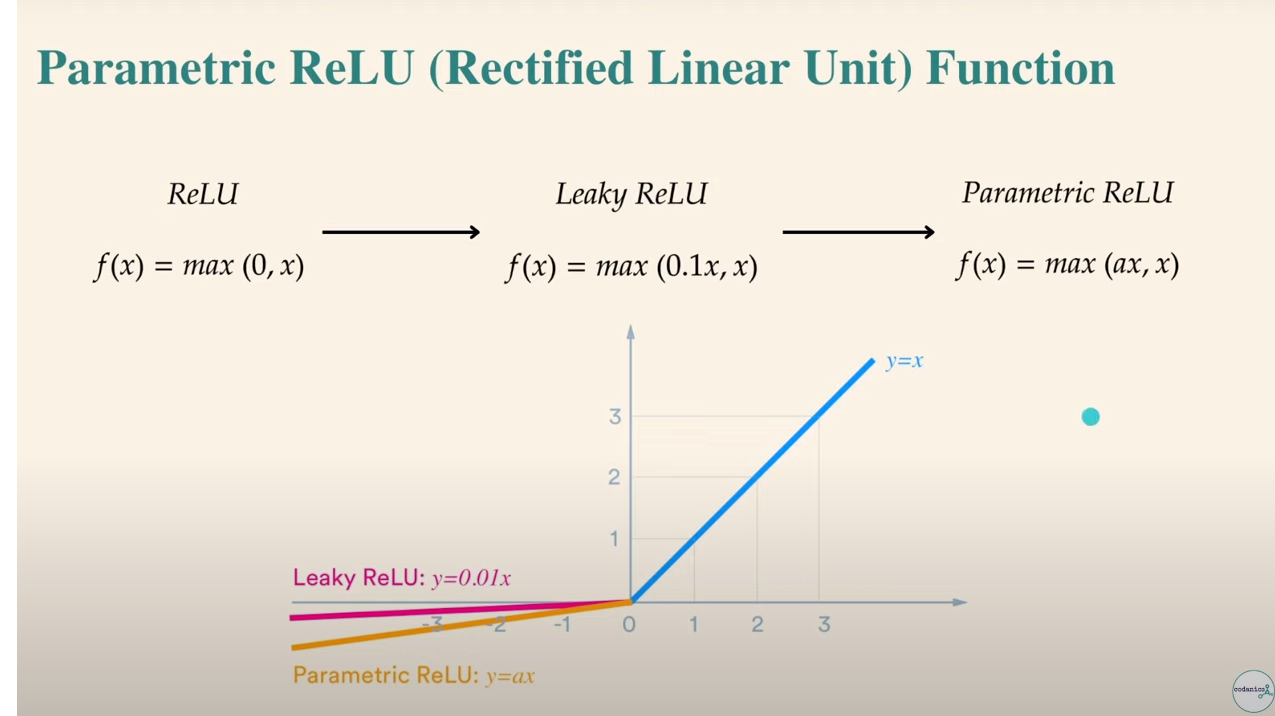 Parametric ReLU (Rectified Linear Unit) Function
ReLU
Leaky ReLU
Parametric ReLU
f(x) = max (0, x)
f(x) = max (0.1x, x)
f(x) = max (ax, x)
y=x
3
2
1
Leaky ReLU: y=0.01x
-3 -2 -1 0 1 2 3
Parametric ReLU: y=ax
codanics